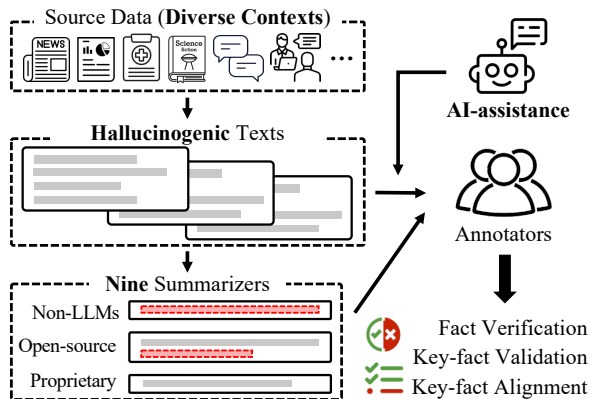 Source Data (Diverse Contexts)
NEWS
Science
fiction
...
AI-assistance
Hallucinogenic Texts
Annotators
Nine Summarizers
Non-LLMs
Open-source
Proprietary
Fact Verification
Key-fact Validation
Key-fact Alignment